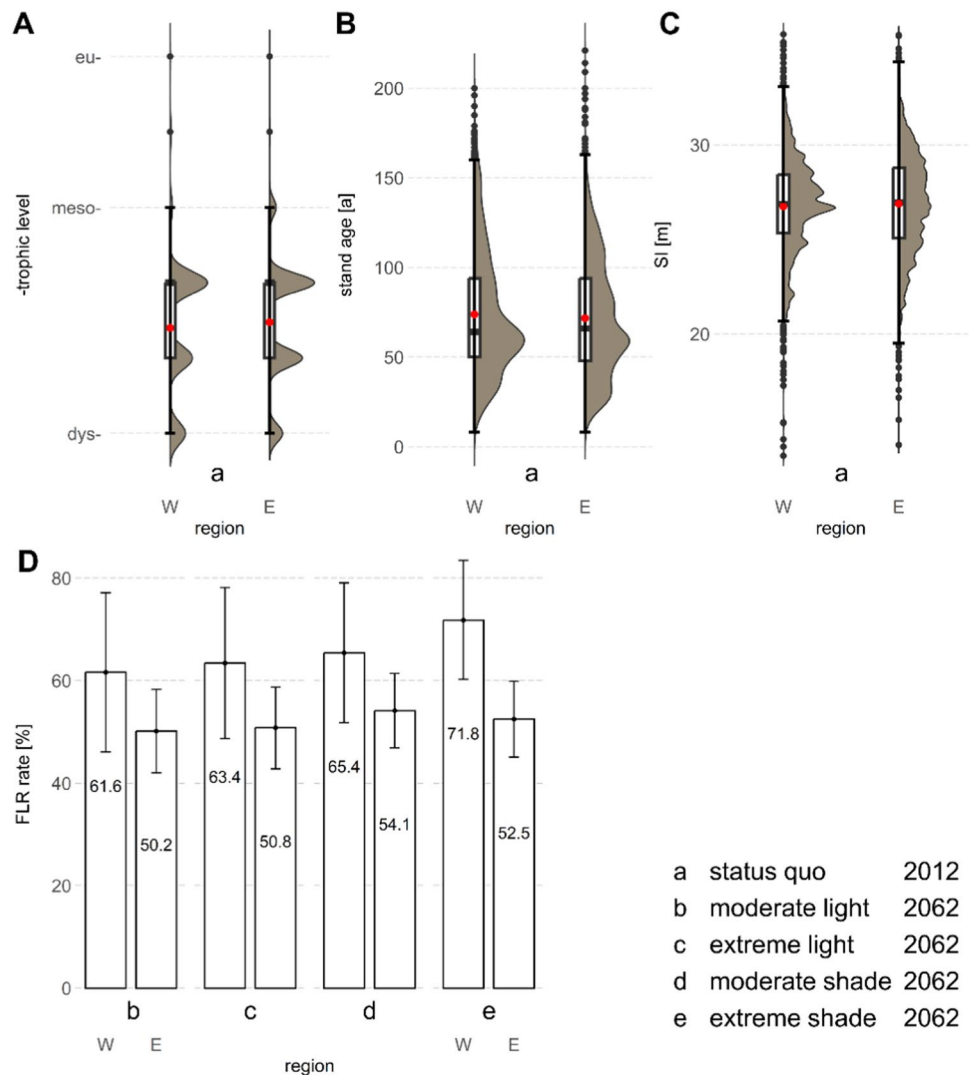 A
eu-
meso-
dys-
-trophic level
a
W E
region
B
200
150
100
50
0
stand age [a]
a
W E
region
C
30
20
SI [m]
a
W E
region
D
80
60
40
20
0
FLR rate [%]
61.6 50.2 63.4 50.8 65.4 54.1 71.8 52.5
b c d e
W E W E
region
a status quo 2012
b moderate light 2062
c extreme light 2062
d moderate shade 2062
e extreme shade 2062